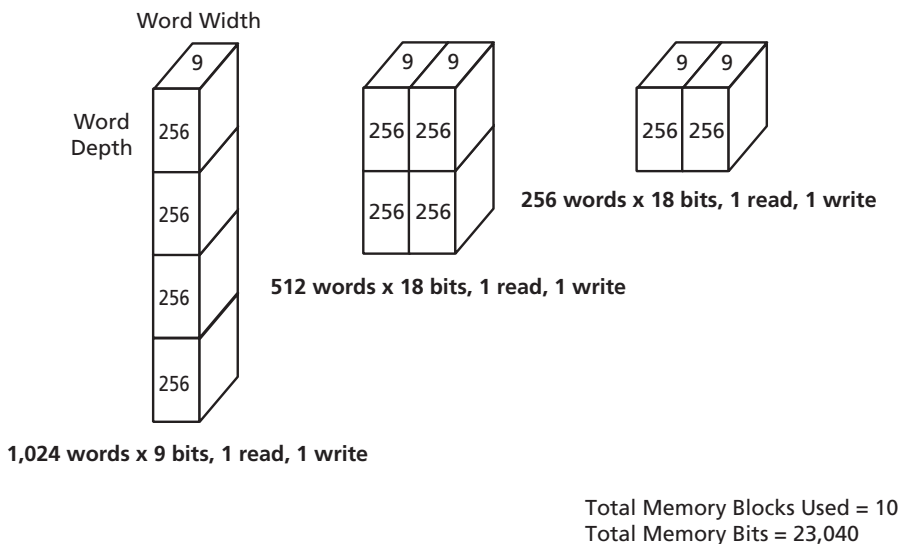 Word Width
9
9 9
9 9
Word
Depth
256
256
256
256
256 256
256 256
256 256
256 words x 18 bits, 1 read, 1 write
512 words x 18 bits, 1 read, 1 write
1,024 words x 9 bits, 1 read, 1 write
Total Memory Blocks Used = 10
Total Memory Bits = 23,040